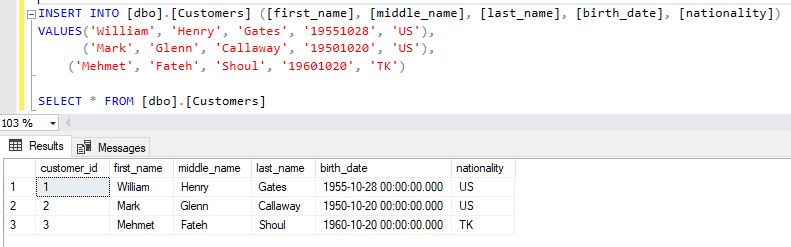 INSERT INTO [dbo].[Customers] ([first_name], [middle_name], [last_name], [birth_date], [nationality])
VALUES('William', 'Henry', 'Gates', '19551028', 'US'),
('Mark', 'Glenn', 'Callaway', '19501020', 'US'),
('Mehmet', 'Fateh', 'Shoul', '19601020', 'TK')
SELECT * FROM [dbo].[Customers]
103 %
Results Messages
customer_id first_name middle_name last_name birth_date nationality
1 1 William Henry Gates 1955-10-28 00:00:00.000 US
2 2 Mark Glenn Callaway 1950-10-20 00:00:00.000 US
3 3 Mehmet Fateh Shoul 1960-10-20 00:00:00.000 TK